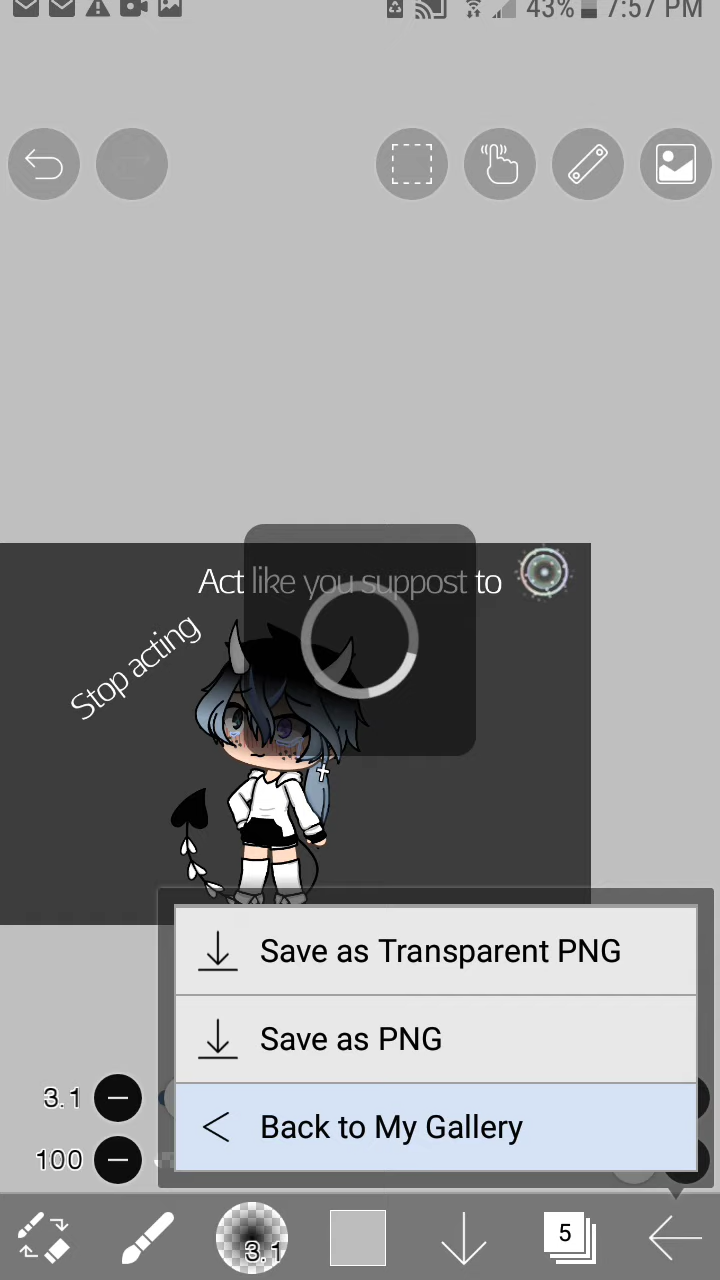 43% 7:57 PM
Act like you suppost to
Stop acting
Save as Transparent PNG
Save as PNG
3.1
Back to My Gallery
100
3.1
5